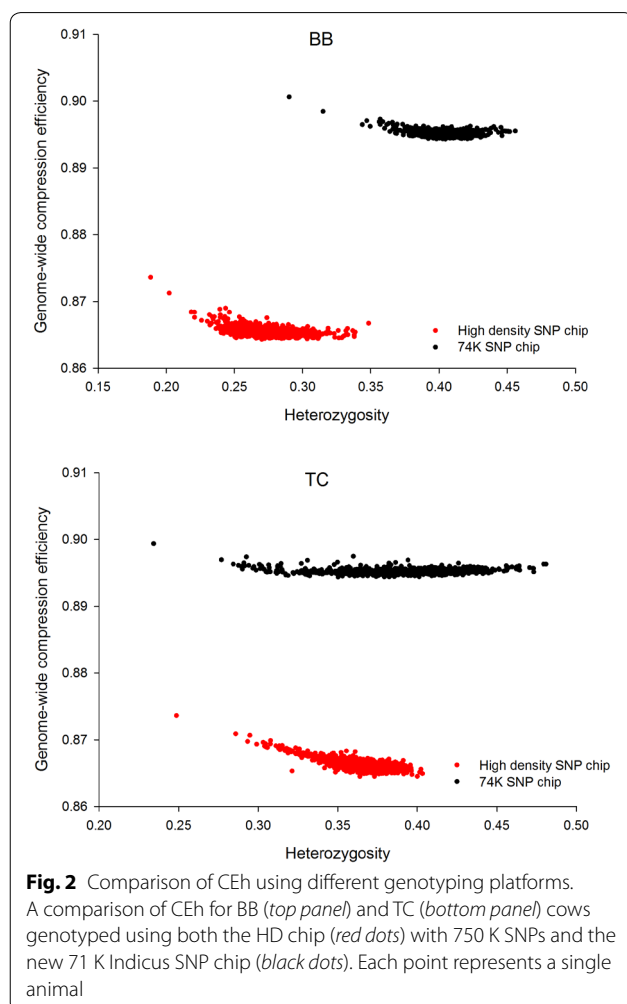 BB
0.91
0.90
0.89
0.88
0.87
0.86
Genome-wide compression efficiency
High density SNP chip
74K SNP chip
0.15 0.20 0.25 0.30 0.35 0.40 0.45 0.50
Heterozygosity
TC
0.91
0.90
0.89
0.88
0.87
0.86
Genome-wide compression efficiency
High density SNP chip
74K SNP chip
0.20 0.25 0.30 0.35 0.40 0.45 0.50
Heterozygosity
Fig. 2 Comparison of CEh using different genotyping platforms.
A comparison of CEh for BB (top panel) and TC (bottom panel) cows
genotyped using both the HD chip (red dots) with 750 K SNPs and the
new 71 K Indicus SNP chip (black dots). Each point represents a single
animal